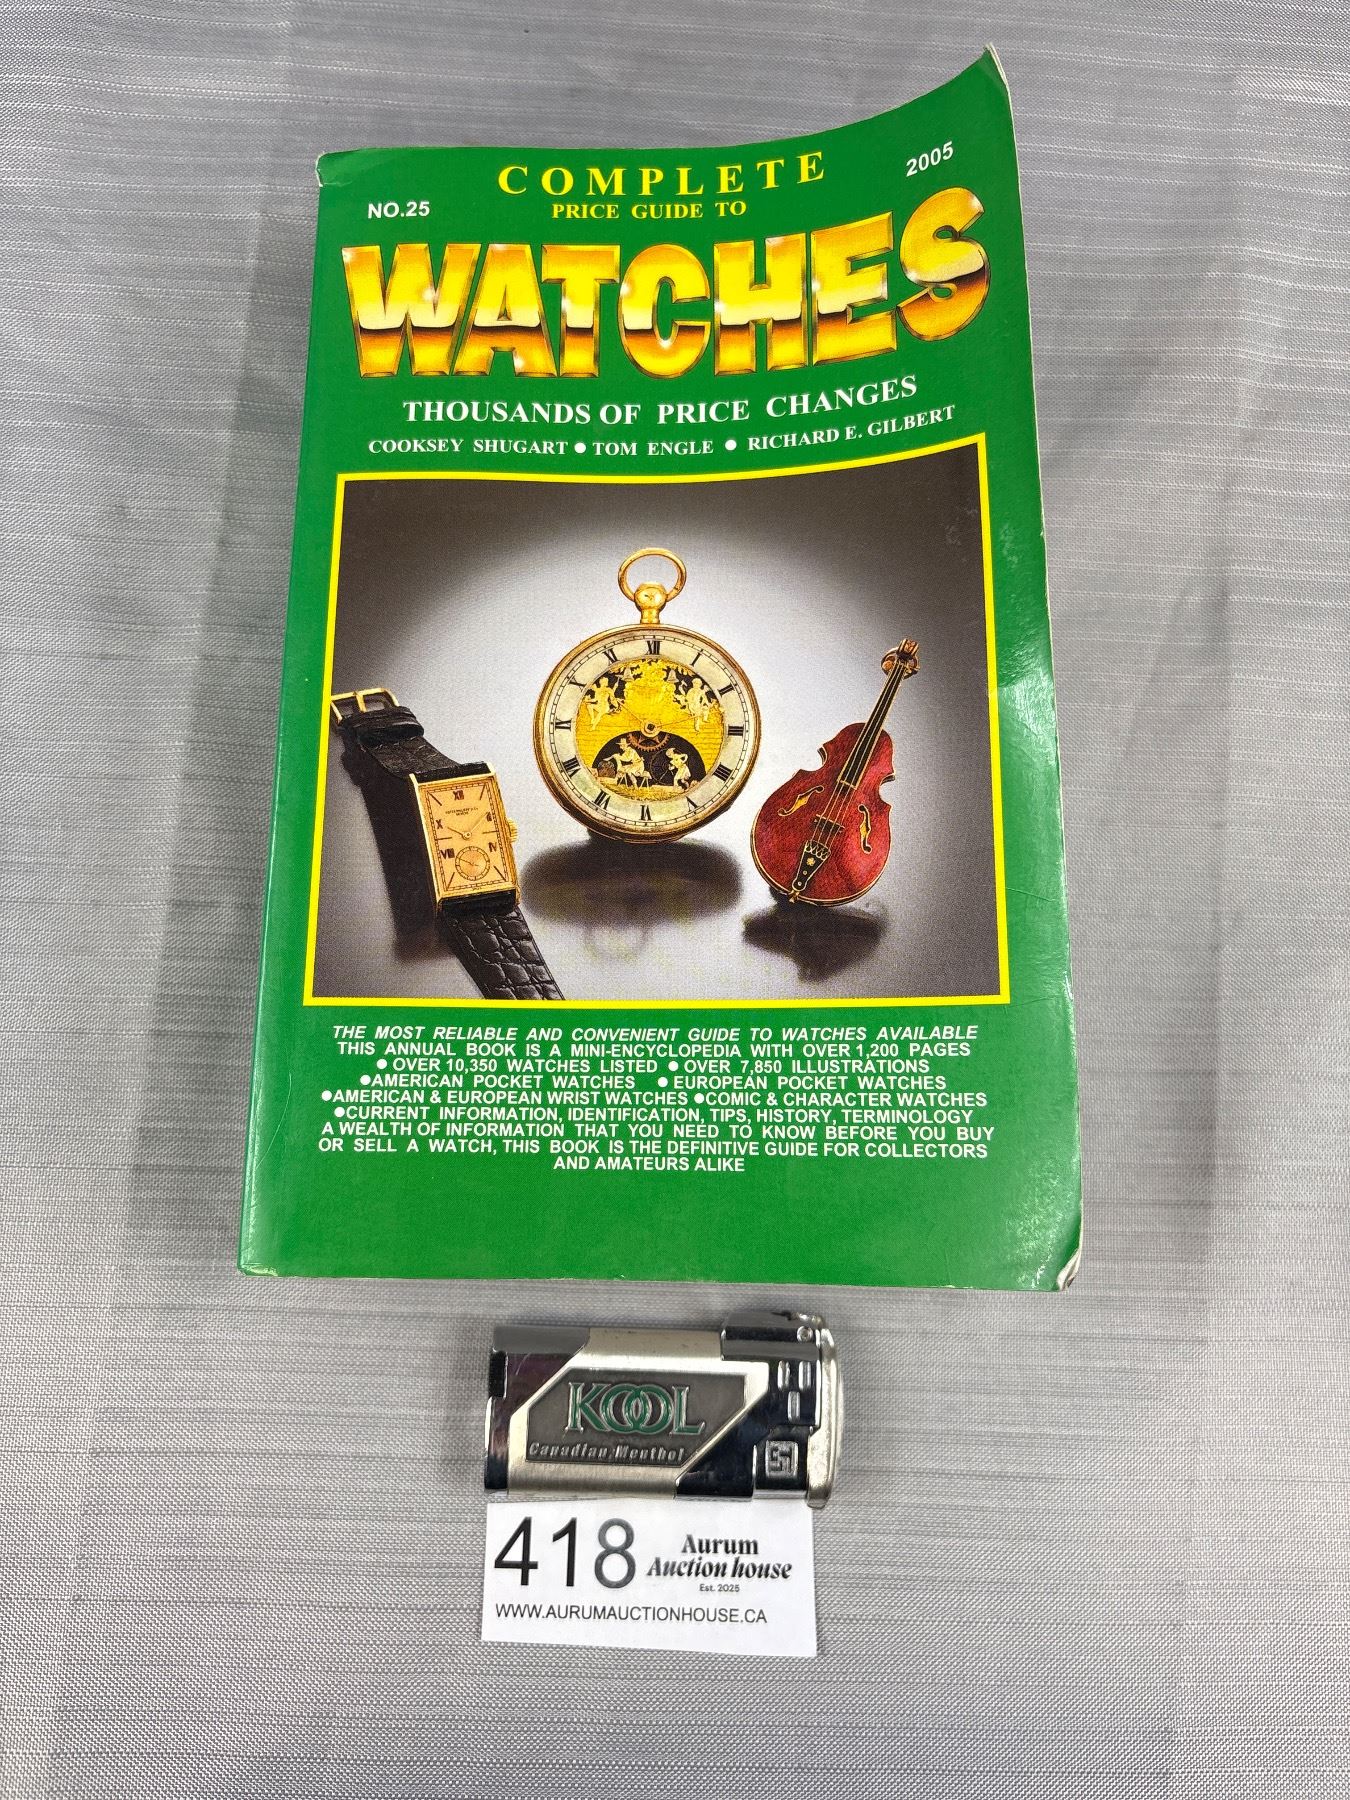 COMPLETE
2005
NO.25
PRICE GUIDE TO
WATCHES
THOUSANDS OF PRICE CHANGES
COOKSEY SHUGART ● TOM ENGLE ● RICHARD E. GILBERT
THE MOST RELIABLE AND CONVENIENT GUIDE TO WATCHES AVAILABLE
THIS ANNUAL BOOK IS A MINI-ENCYCLOPEDIA WITH OVER 1,200 PAGES
● OVER 10,350 WATCHES LISTED ● OVER 7,850 ILLUSTRATIONS
●AMERICAN POCKET WATCHES ● EUROPEAN POCKET WATCHES
●AMERICAN & EUROPEAN WRIST WATCHES ●COMIC & CHARACTER WATCHES
●CURRENT INFORMATION, IDENTIFICATION, TIPS, HISTORY, TERMINOLOGY
A WEALTH OF INFORMATION THAT YOU NEED TO KNOW BEFORE YOU BUY
OR SELL A WATCH, THIS BOOK IS THE DEFINITIVE GUIDE FOR COLLECTORS
AND AMATEURS ALIKE
KOOL
Canadian Menthol
418
Aurum
Auction house
Est. 2025
WWW.AURUMAUCTIONHOUSE.CA